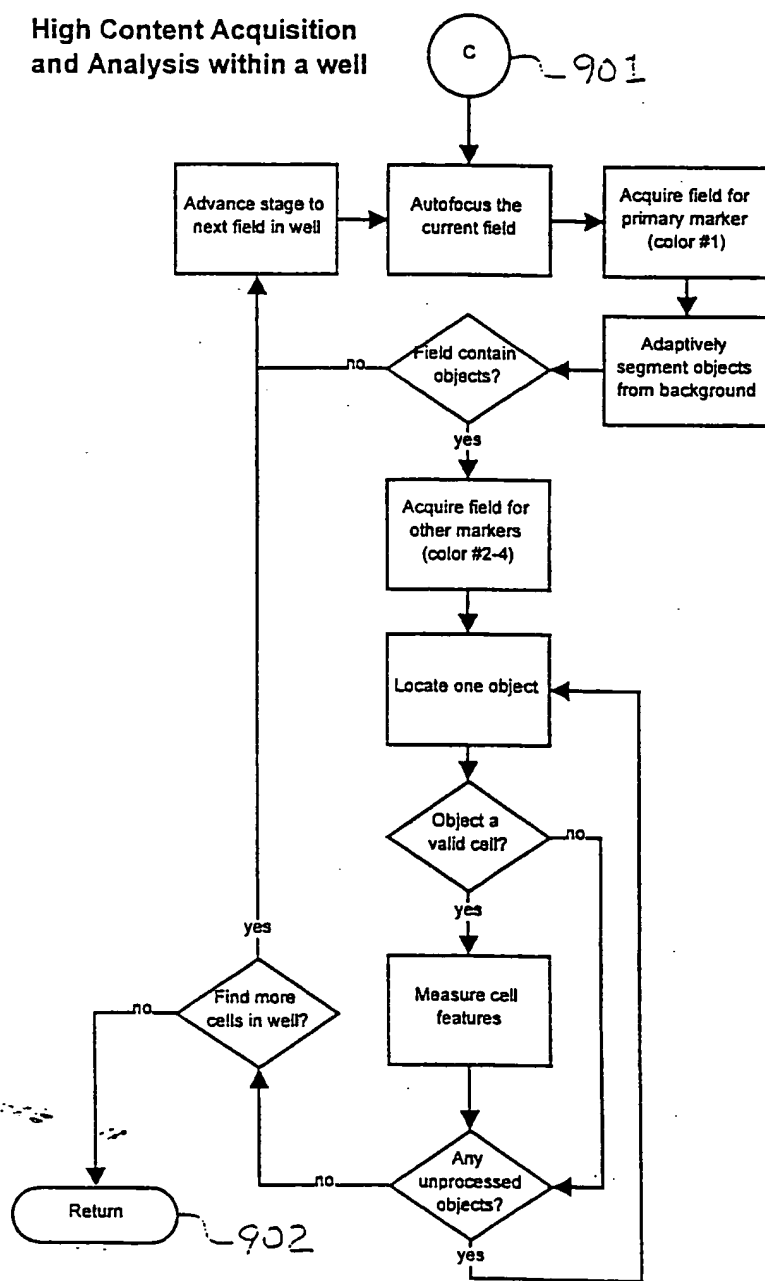 High Content Acquisition
and Analysis within a well
C
901
Advance stage to
next field in well
Autofocus the
current field
Acquire field for
primary marker
(color #1)
Adaptively
segment objects
from background
Field contain
objects?
no
yes
Acquire field for
other markers
(color #2-4)
Locate one object
Object a
valid cell?
no
yes
Measure cell
features
yes
Find more
cells in well?
no
Any
unprocessed
objects?
no
yes
Return
902